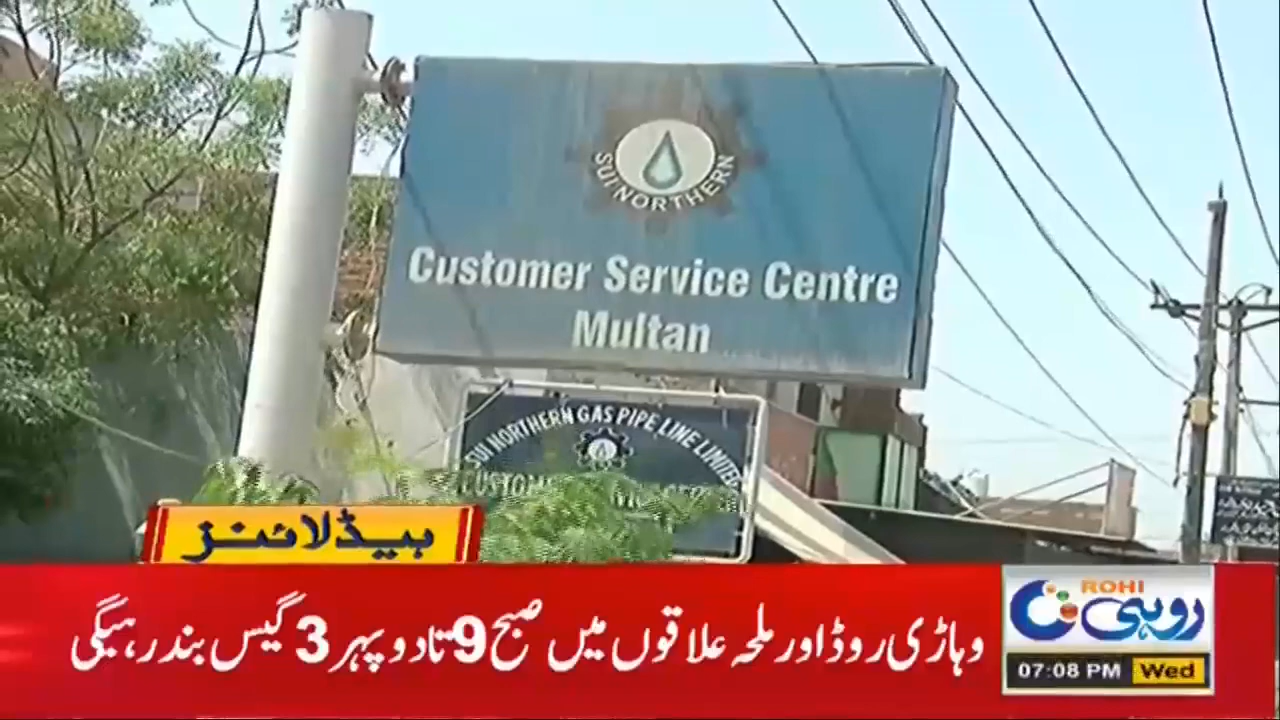 SUI NORTHERN
Customer Service Centre
Multan
SUI NORTHERN GAS PIPE LINE LIMITED
ہیڈلائنز
وہاڑی روڈ اور ملحہ علاقوں میں صبح 9 تا دوپہر 3 گیس بند رہیگی
ROHI
روہی
07:08 PM Wed